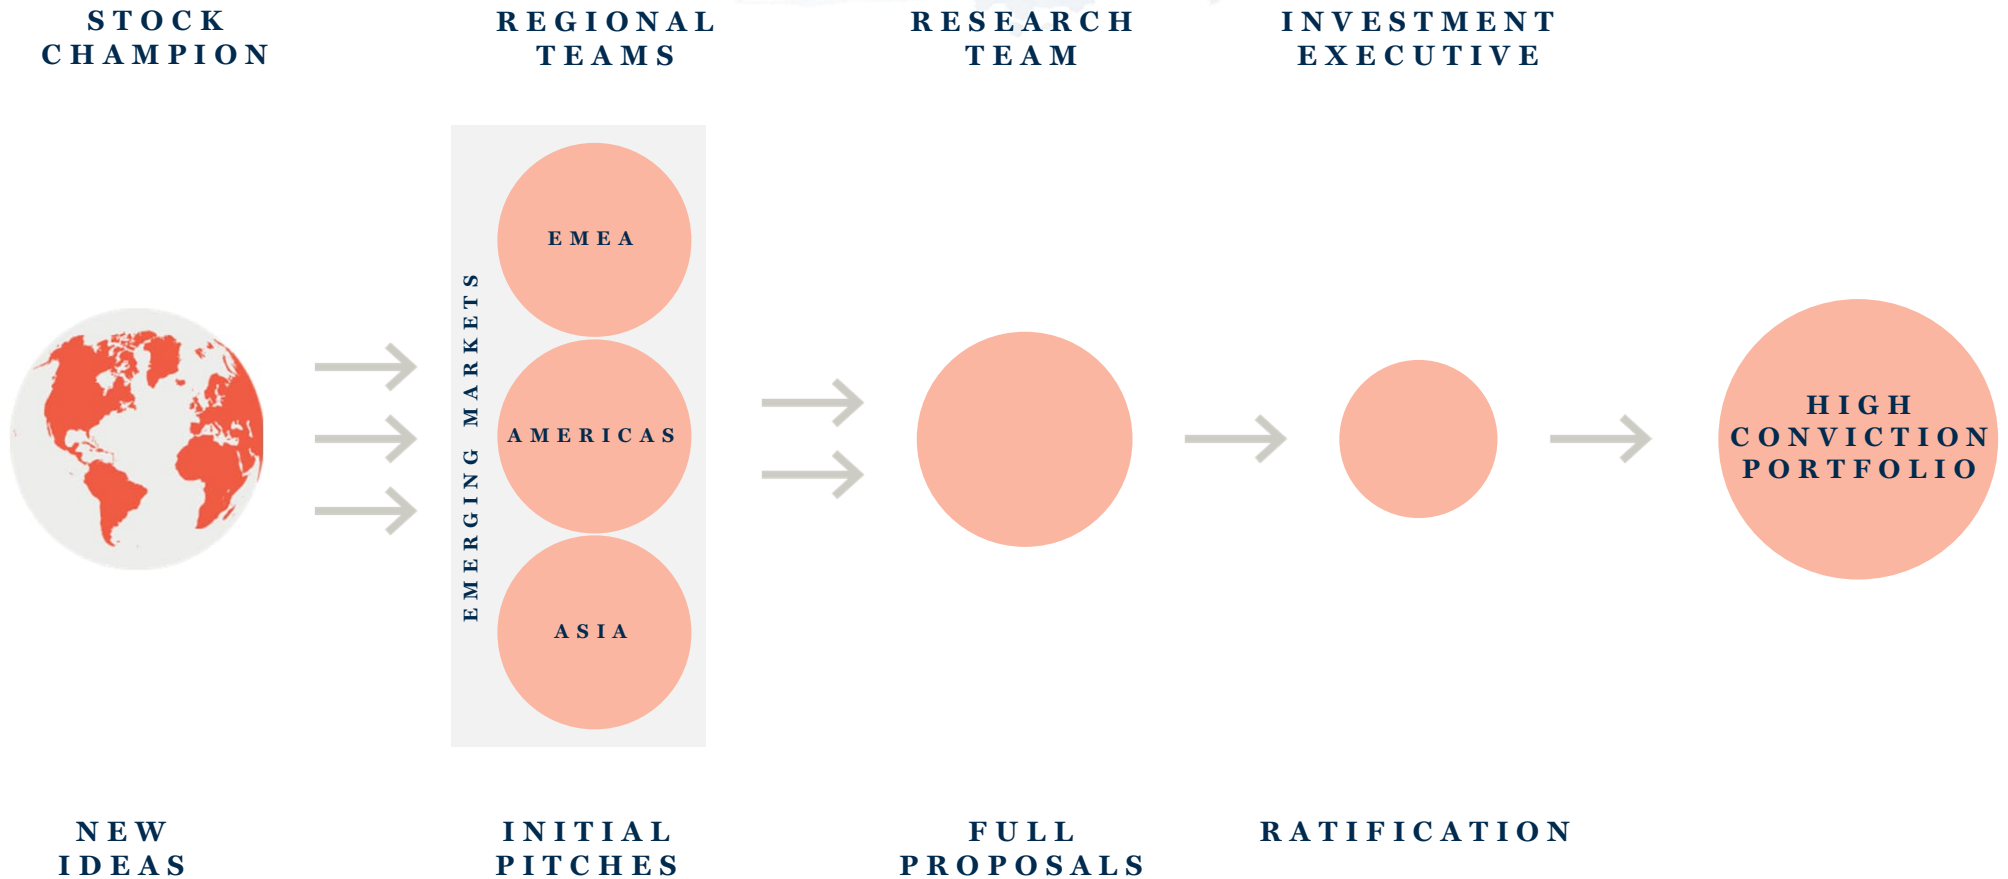 STOCK
CHAMPION
REGIONAL
TEAMS
RESEARCH
TEAM
INVESTMENT
EXECUTIVE
EMERGING MARKETS
EMEA
AMERICAS
ASIA
HIGH
CONVICTION
PORTFOLIO
NEW
IDEAS
INITIAL
PITCHES
FULL
PROPOSALS
RATIFICATION